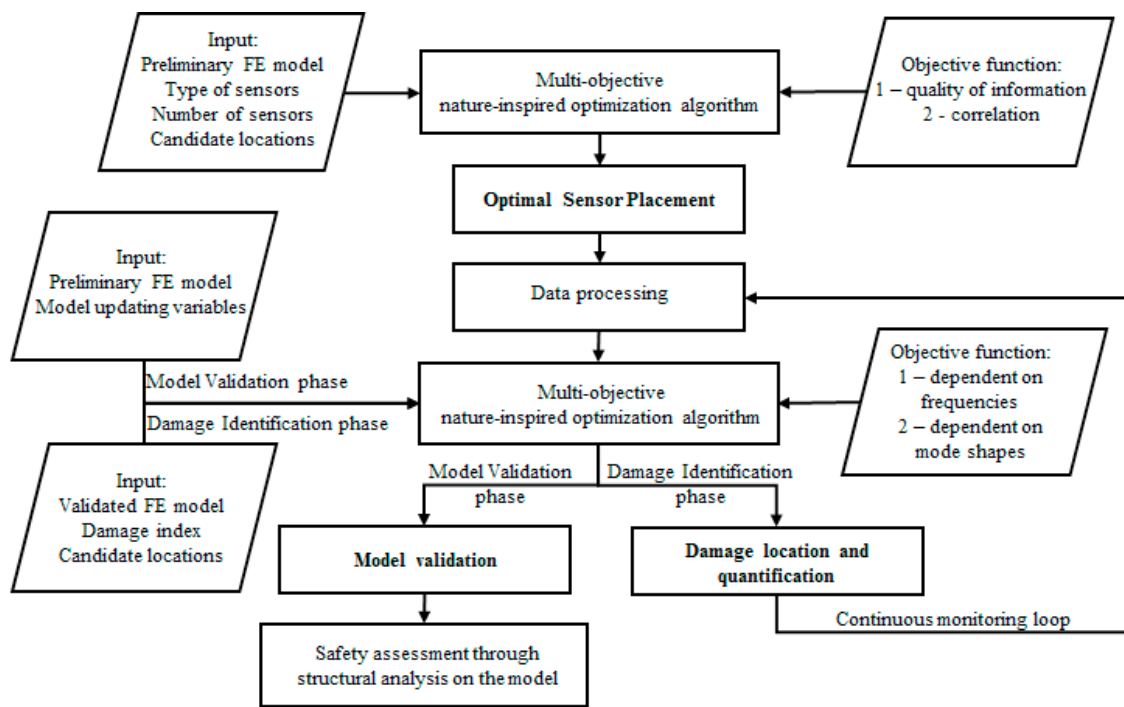 Input:
Preliminary FE model
Type of sensors
Number of sensors
Candidate locations
Multi-objective
nature-inspired optimization algorithm
Objective function:
1 – quality of information
2 - correlation
Optimal Sensor Placement
Input:
Preliminary FE model
Model updating variables
Data processing
Model Validation phase
Damage Identification phase
Multi-objective
nature-inspired optimization algorithm
Objective function:
1 – dependent on
frequencies
2 – dependent on
mode shapes
Input:
Validated FE model
Damage index
Candidate locations
Model Validation
phase
Damage Identification
phase
Model validation
Damage location and
quantification
Continuous monitoring loop
Safety assessment through
structural analysis on the model